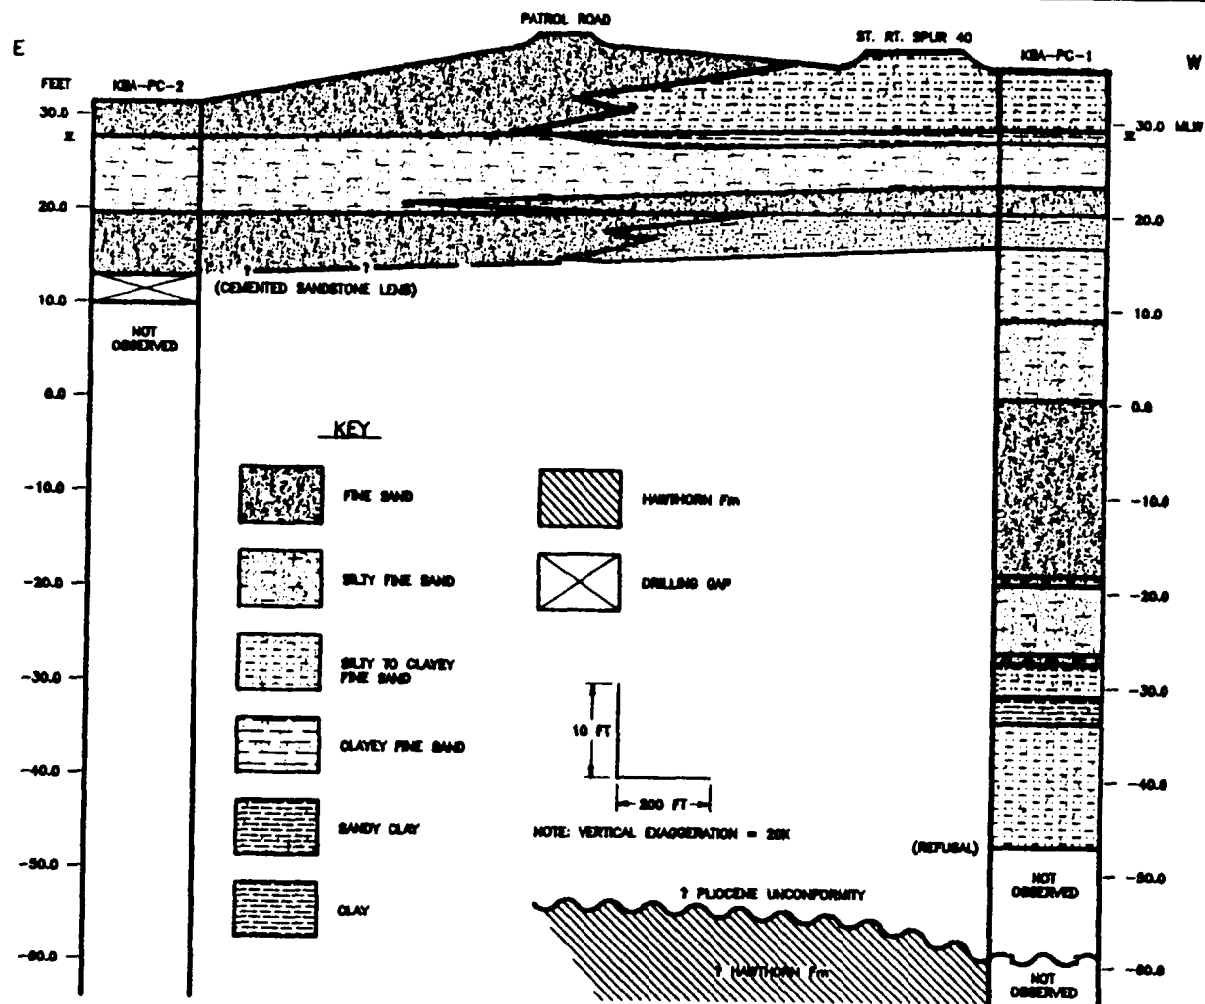 PATROL ROAD
E
ST. RT. SPUR 40
W
FEET
KBA-PC-2
KBA-PC-1
30.0
30.0 MLW
20.0
20.0
? ?
(CEMENTED SANDSTONE LENS)
10.0
10.0
NOT
OBSERVED
0.0
0.0
KEY
-10.0
FINE SAND
HAWTHORN Fm
-10.0
-20.0
SILTY FINE SAND
DRILLING GAP
-20.0
-30.0
SILTY TO CLAYEY
FINE SAND
-30.0
10 FT
CLAYEY FINE SAND
-40.0
-40.0
200 FT
SANDY CLAY
NOTE: VERTICAL EXAGGERATION = 20X
(REFUSAL)
-50.0
NOT
OBSERVED
-50.0
? PLIOCENE UNCONFORMITY
CLAY
-60.0
? HAWTHORN Fm
NOT
OBSERVED
-60.0